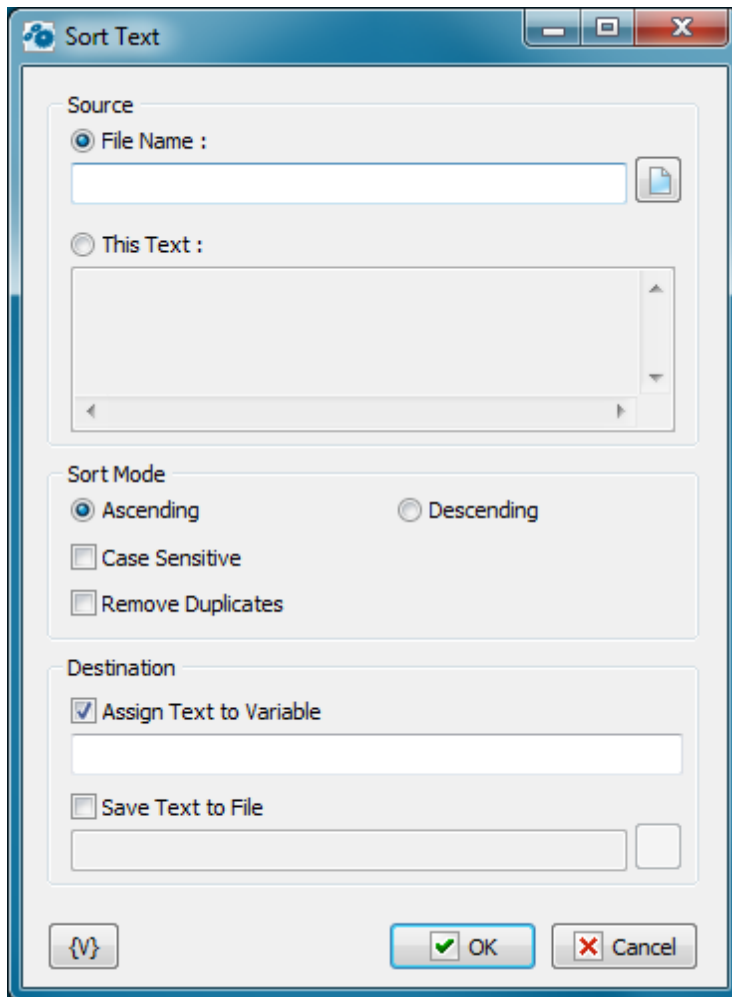 Sort Text
Source
File Name :
This Text :
Sort Mode
Ascending Descending
Case Sensitive
Remove Duplicates
Destination
Assign Text to Variable
Save Text to File
{V} OK Cancel